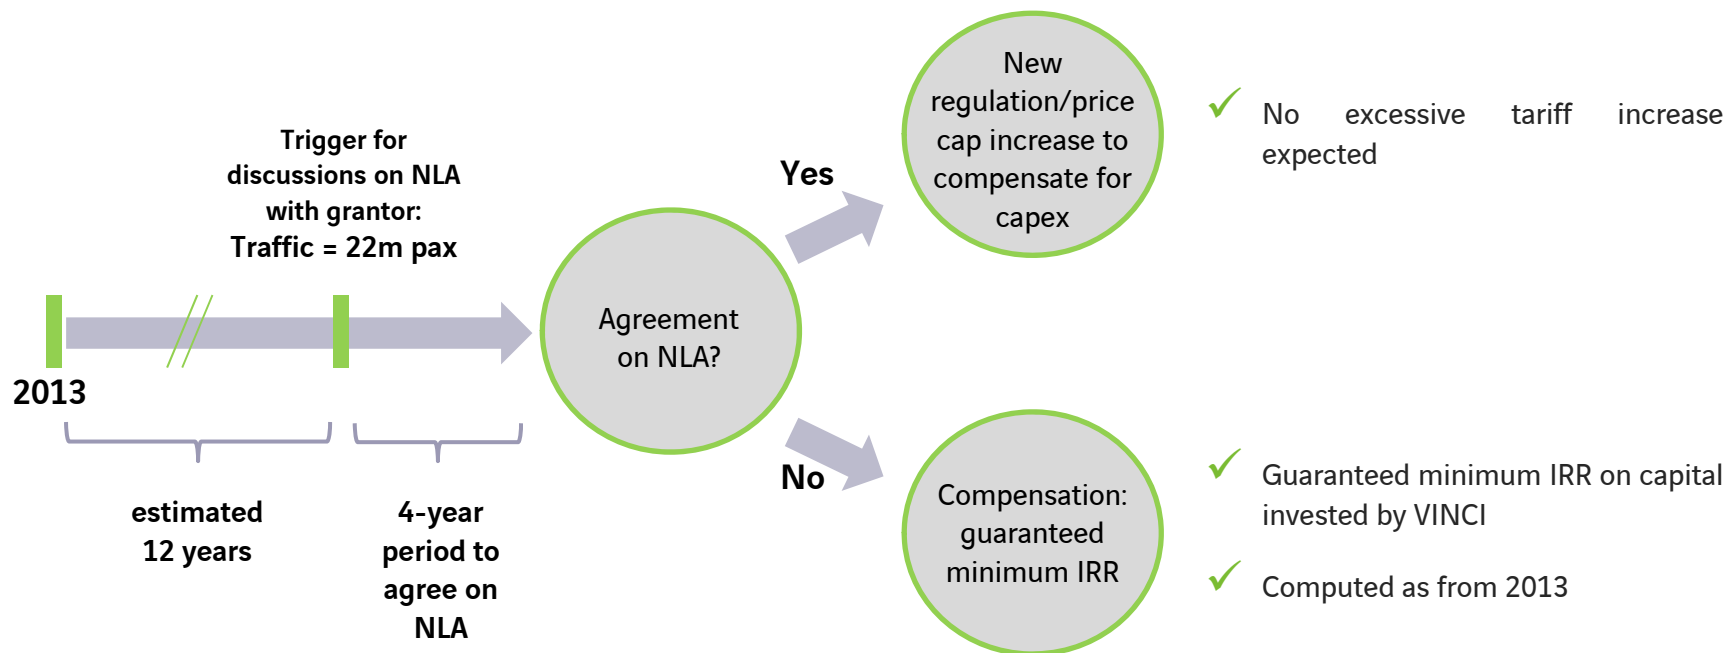 Trigger for
discussions on NLA
with grantor:
Traffic = 22m pax
2013
estimated
12 years
4-year
period to
agree on
NLA
Agreement
on NLA?
Yes
New
regulation/price
cap increase to
compensate for
capex
No excessive tariff increase
expected
No
Compensation:
guaranteed
minimum IRR
Guaranteed minimum IRR on capital
invested by VINCI
Computed as from 2013